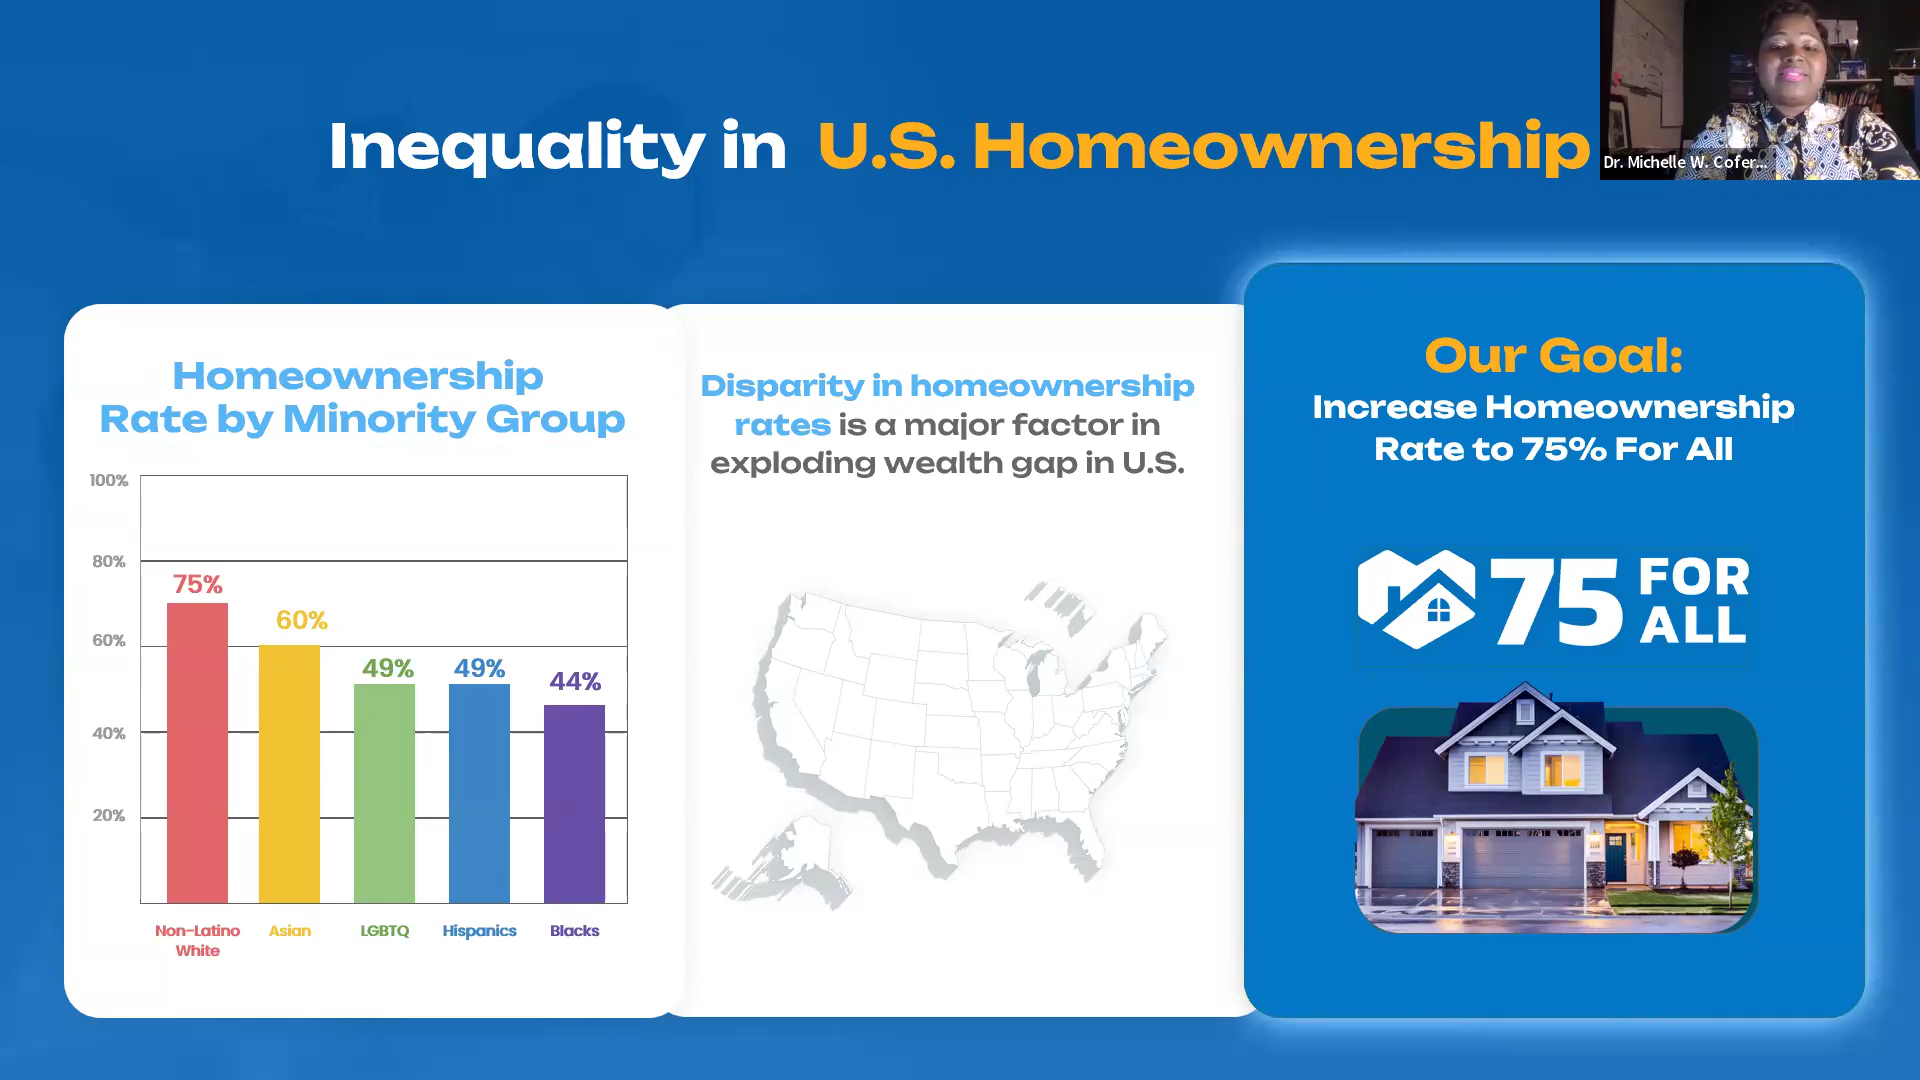 Inequality in U.S. Homeownership
Dr. Michelle W. Cofer...
Homeownership
Rate by Minority Group
100%
80%
60%
40%
20%
75%
60%
49%
49%
44%
Non-Latino
White
Asian
LGBTQ
Hispanics
Blacks
Disparity in homeownership
rates is a major factor in
exploding wealth gap in U.S.
Our Goal:
Increase Homeownership
Rate to 75% For All
75 FOR
ALL